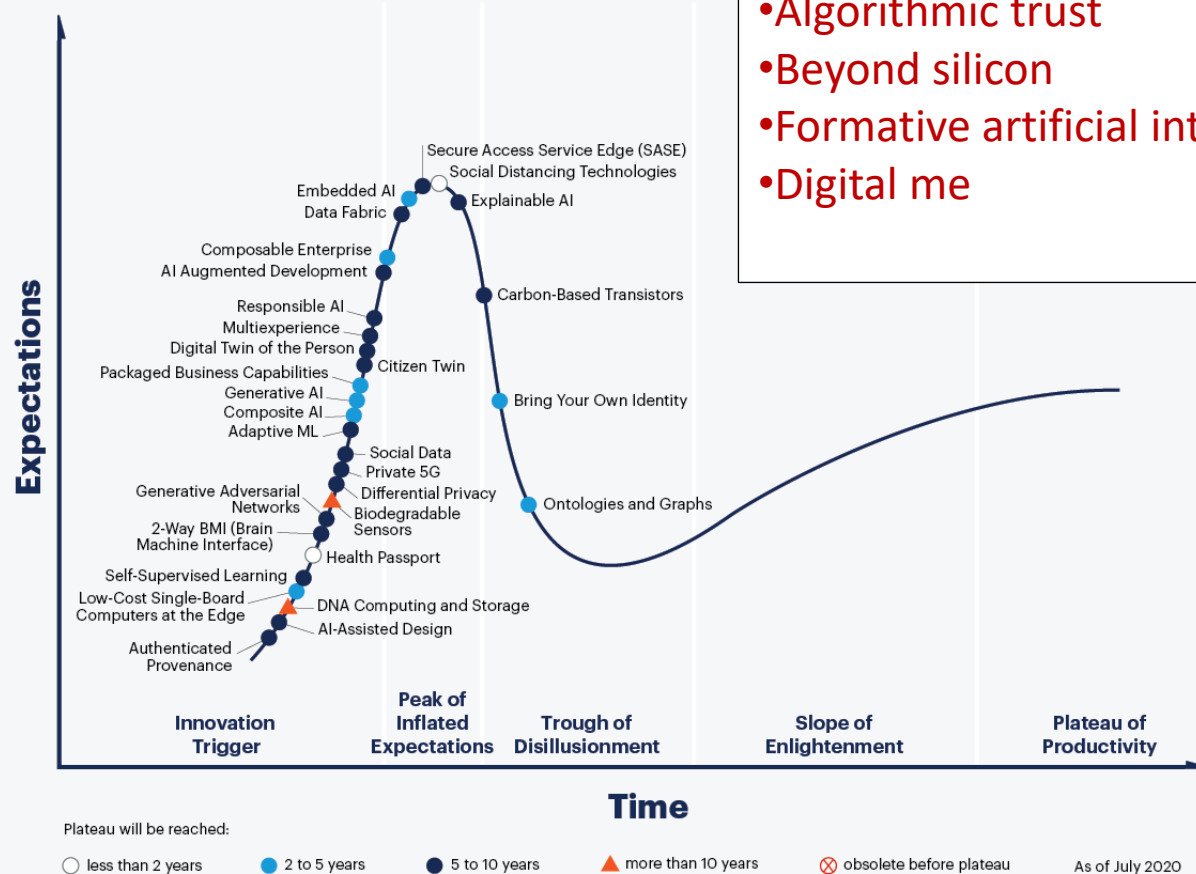 •Algorithmic trust
•Beyond silicon
•Formative artificial
•Digital me
Secure Access Service Edge (SASE)
Social Distancing Technologies
Embedded AI
Explainable AI
Data Fabric
Composable Enterprise
AI Augmented Development
Carbon-Based Transistors
Responsible AI
Multiexperience
Digital Twin of the Person
Citizen Twin
Packaged Business Capabilities
Generative AI
Bring Your Own Identity
Composite AI
Adaptive ML
Social Data
Private 5G
Generative Adversarial
Networks
Differential Privacy
Ontologies and Graphs
Biodegradable
Sensors
2-Way BMI (Brain
Machine Interface)
Health Passport
Self-Supervised Learning
Low-Cost Single-Board
Computers at the Edge
DNA Computing and Storage
AI-Assisted Design
Authenticated
Provenance
Expectations
Innovation
Trigger
Peak of
Inflated
Expectations
Trough of
Disillusionment
Slope of
Enlightenment
Plateau of
Productivity
Time
Plateau will be reached:
less than 2 years
2 to 5 years
5 to 10 years
more than 10 years
obsolete before plateau
As of July 2020